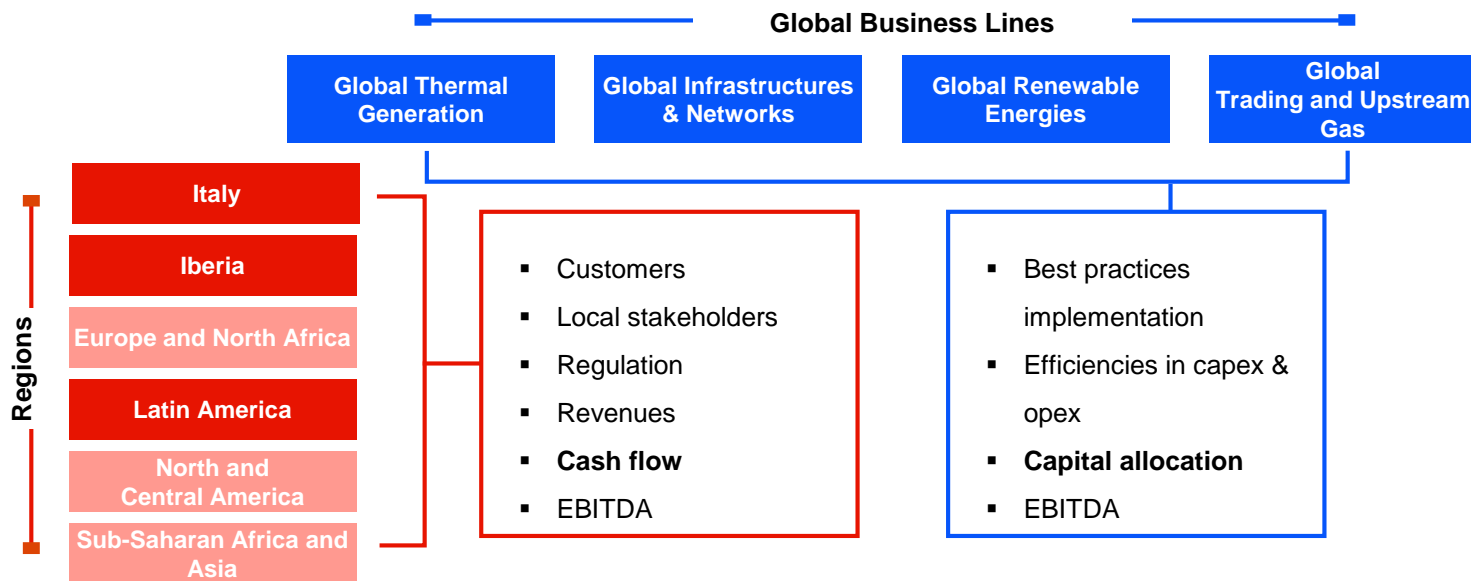 Global Business Lines
Global Thermal
Generation
Global Infrastructures
& Networks
Global Renewable
Energies
Global
Trading and Upstream
Gas
Regions
Italy
Iberia
Europe and North Africa
Latin America
North and
Central America
Sub-Saharan Africa and
Asia
▪ Customers
▪ Local stakeholders
▪ Regulation
▪ Revenues
▪ Cash flow
▪ EBITDA
▪ Best practices
implementation
▪ Efficiencies in capex &
opex
▪ Capital allocation
▪ EBITDA